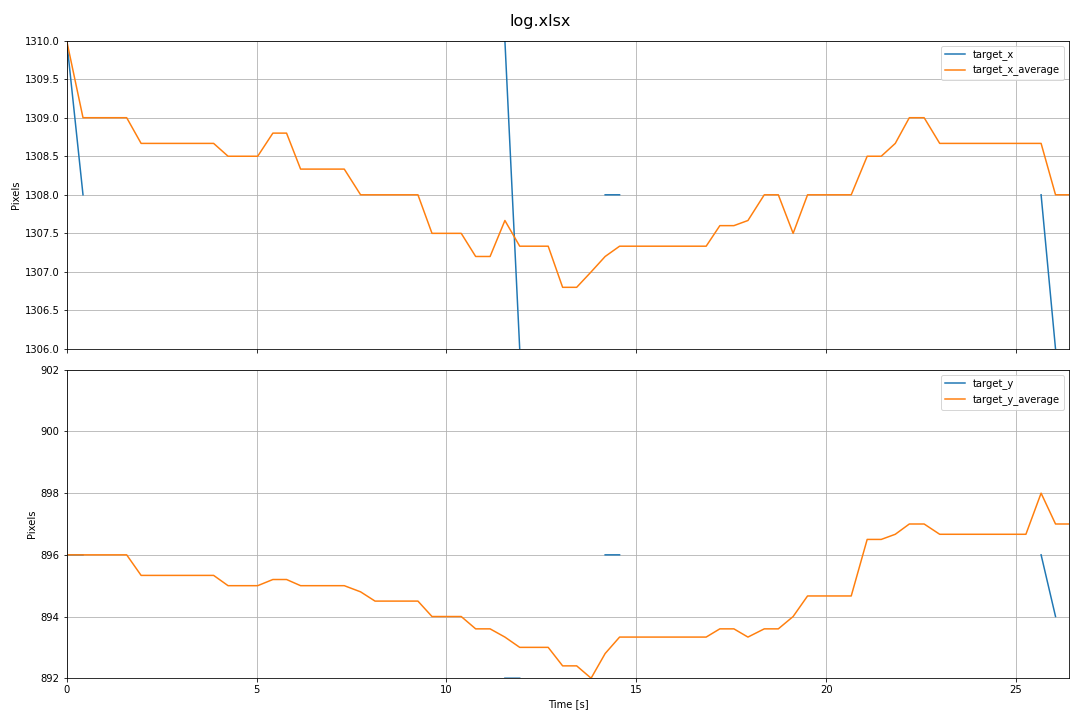 log.xlsx
1310.0
1309.5
1309.0
1308.5
1308.0
1307.5
1307.0
1306.5
1306.0
Pixels
target_x
target_x_average
902
900
898
896
894
892
Pixels
target_y
target_y_average
0 5 10 15 20 25
Time [s]